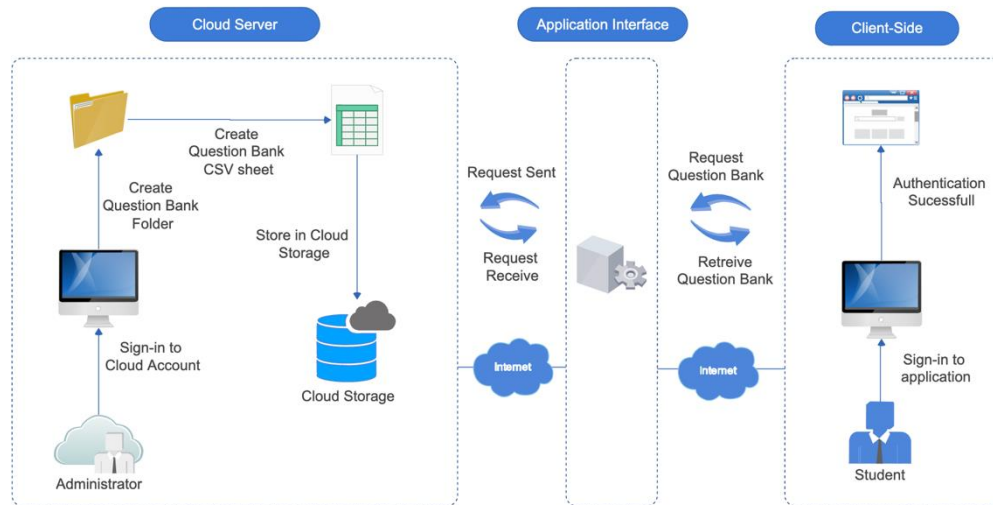 Cloud Server
Application Interface
Client-Side
Create
Question Bank
CSV sheet
Create
Question Bank
Folder
Store in Cloud
Storage
Sign-in to
Cloud Account
Cloud Storage
Administrator
Request Sent
Request
Receive
Internet
Request
Question Bank
Retreive
Question Bank
Internet
Authentication
Sucessfull
Sign-in to
application
Student